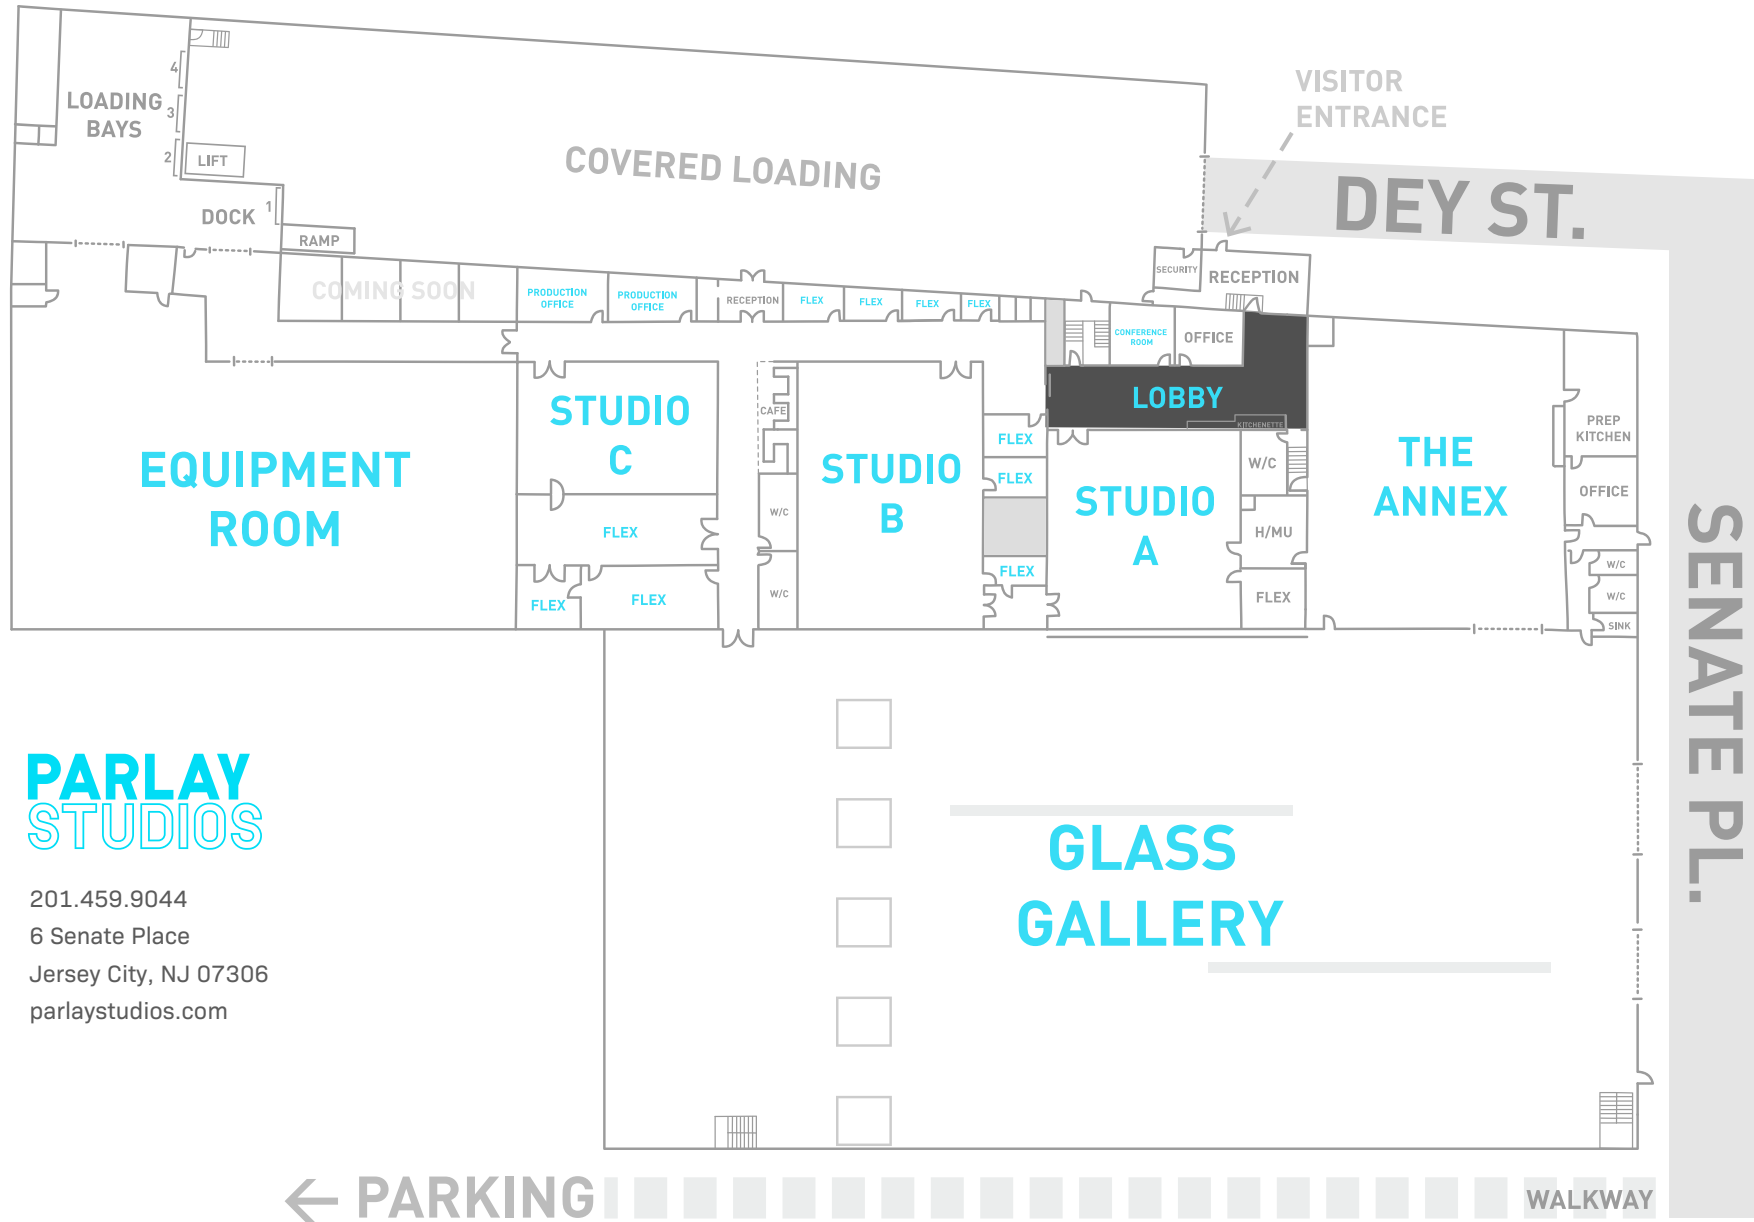 VISITOR
ENTRANCE
4
LOADING
BAYS
3
2
LIFT
COVERED LOADING
DEY ST.
DOCK
1
RAMP
SECURITY
RECEPTION
COMING SOON
PRODUCTION
OFFICE
PRODUCTION
OFFICE
RECEPTION
FLEX
FLEX
FLEX
FLEX
CONFERENCE
ROOM
OFFICE
LOBBY
KITCHENETTE
STUDIO
C
CAFE
EQUIPMENT
ROOM
STUDIO
B
FLEX
FLEX
FLEX
STUDIO
A
W/C
H/MU
FLEX
THE
ANNEX
PREP
KITCHEN
OFFICE
W/C
W/C
SINK
FLEX
FLEX
FLEX
W/C
W/C
SENATE PL.
PARLAY
STUDIOS
201.459.9044
6 Senate Place
Jersey City, NJ 07306
parlaystudios.com
GLASS
GALLERY
PARKING
WALKWAY